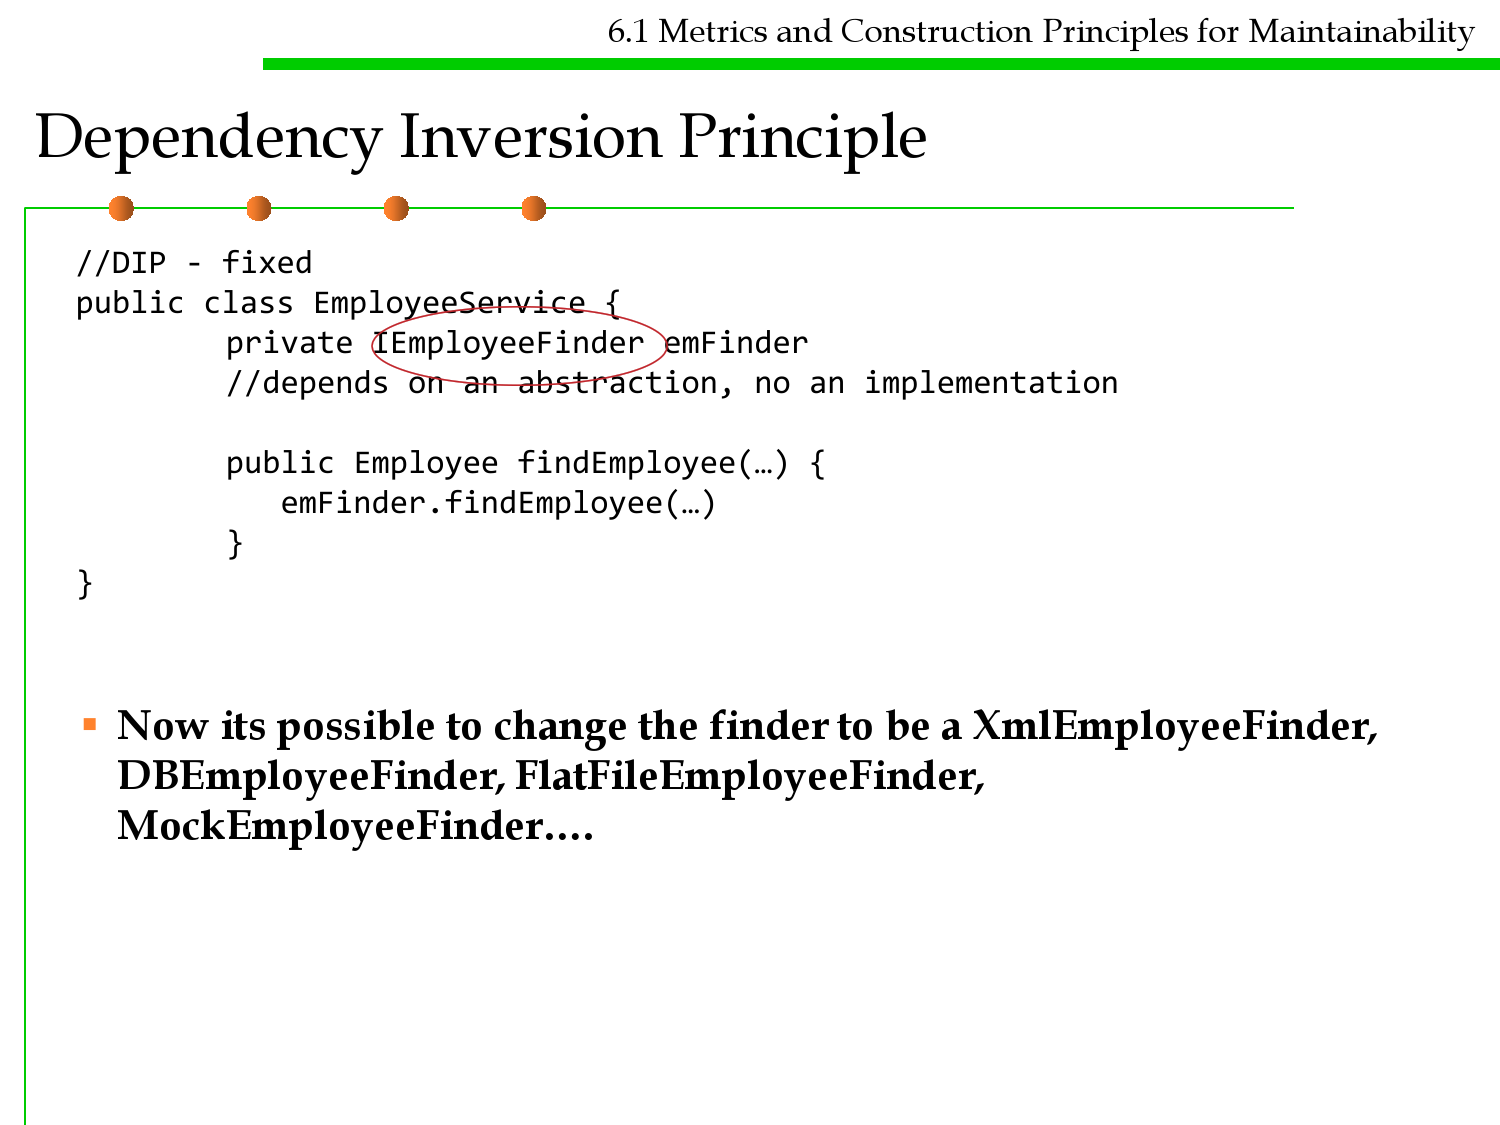 6.1 Metrics and Construction Principles for Maintainability
Dependency Inversion Principle
//DIP - fixed
public class EmployeeService {
private IEmployeeFinder emFinder
//depends on an abstraction, no an implementation
public Employee findEmployee(…) {
emFinder.findEmployee(…)
}
}
Now its possible to change the finder to be a XmlEmployeeFinder,
DBEmployeeFinder, FlatFileEmployeeFinder,
MockEmployeeFinder….